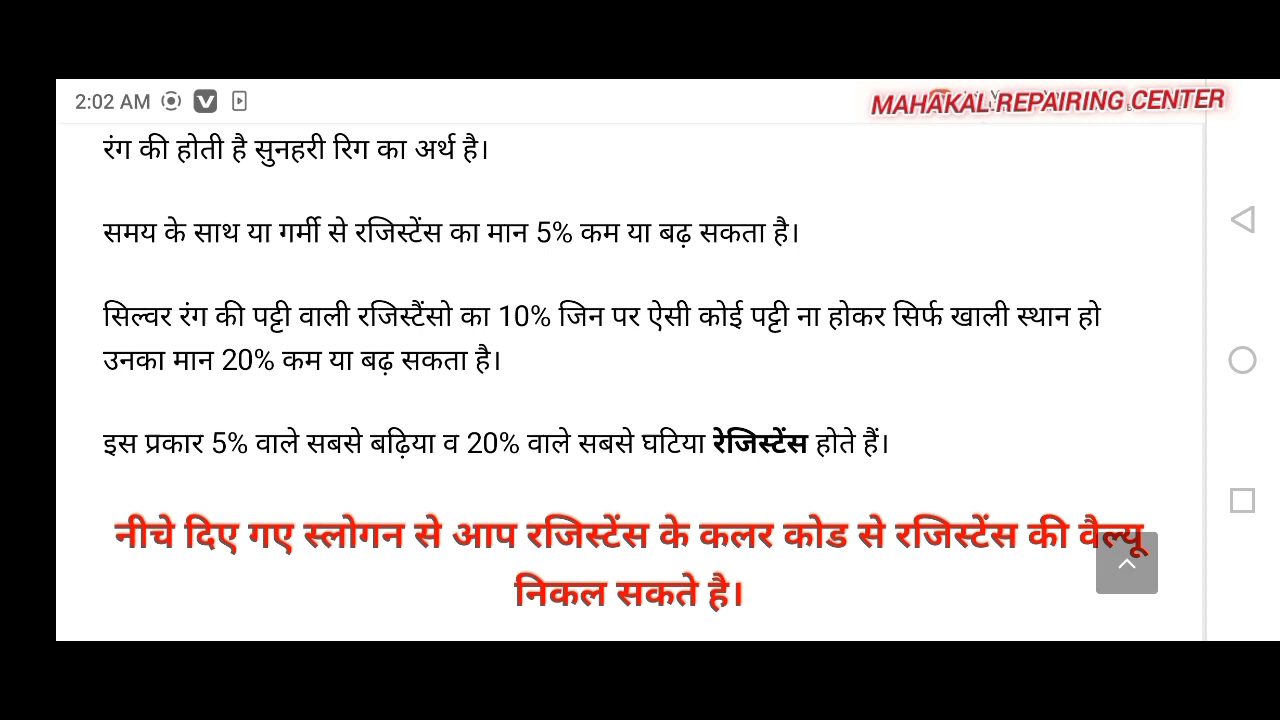 2:02 AM
MAHAKAL REPAIRING CENTER
रंग की होती है सुनहरी रिग का अर्थ है।
समय के साथ या गर्मी से रजिस्टेंस का मान 5% कम या बढ़ सकता है।
सिल्वर रंग की पट्टी वाली रजिस्टैंसो का 10% जिन पर ऐसी कोई पट्टी ना होकर सिर्फ खाली स्थान हो
उनका मान 20% कम या बढ़ सकता है।
इस प्रकार 5% वाले सबसे बढ़िया व 20% वाले सबसे घटिया रेजिस्टेंस होते हैं।
नीचे दिए गए स्लोगन से आप रजिस्टेंस के कलर कोड से रजिस्टेंस की वैल्यू
निकल सकते है।